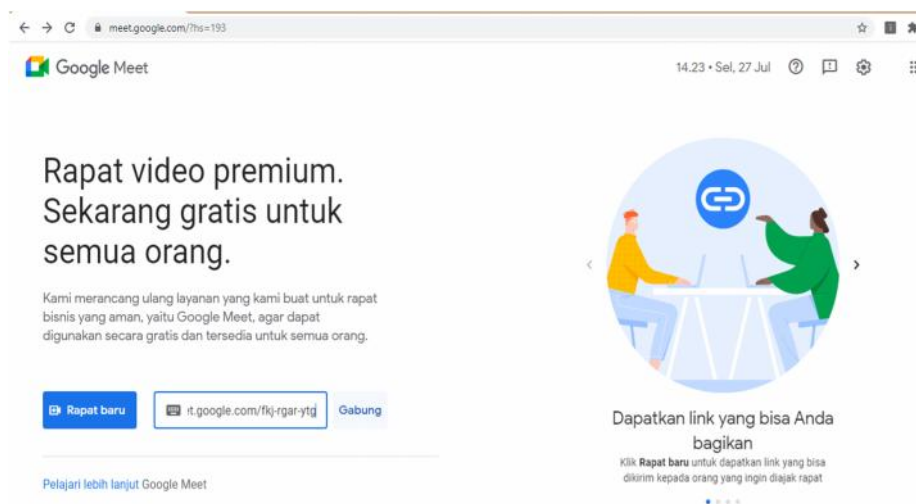 meet.google.com/?hs=193
Google Meet
14.23 • Sel, 27 Jul
Rapat video premium.
Sekarang gratis untuk
semua orang.
Kami merancang ulang layanan yang kami buat untuk rapat
bisnis yang aman, yaitu Google Meet, agar dapat
digunakan secara gratis dan tersedia untuk semua orang.
Rapat baru
t.google.com/fkj-rgar-ytg
Gabung
Pelajari lebih lanjut Google Meet
Dapatkan link yang bisa Anda
bagikan
Klik Rapat baru untuk dapatkan link yang bisa
dikirim kepada orang yang ingin diajak rapat